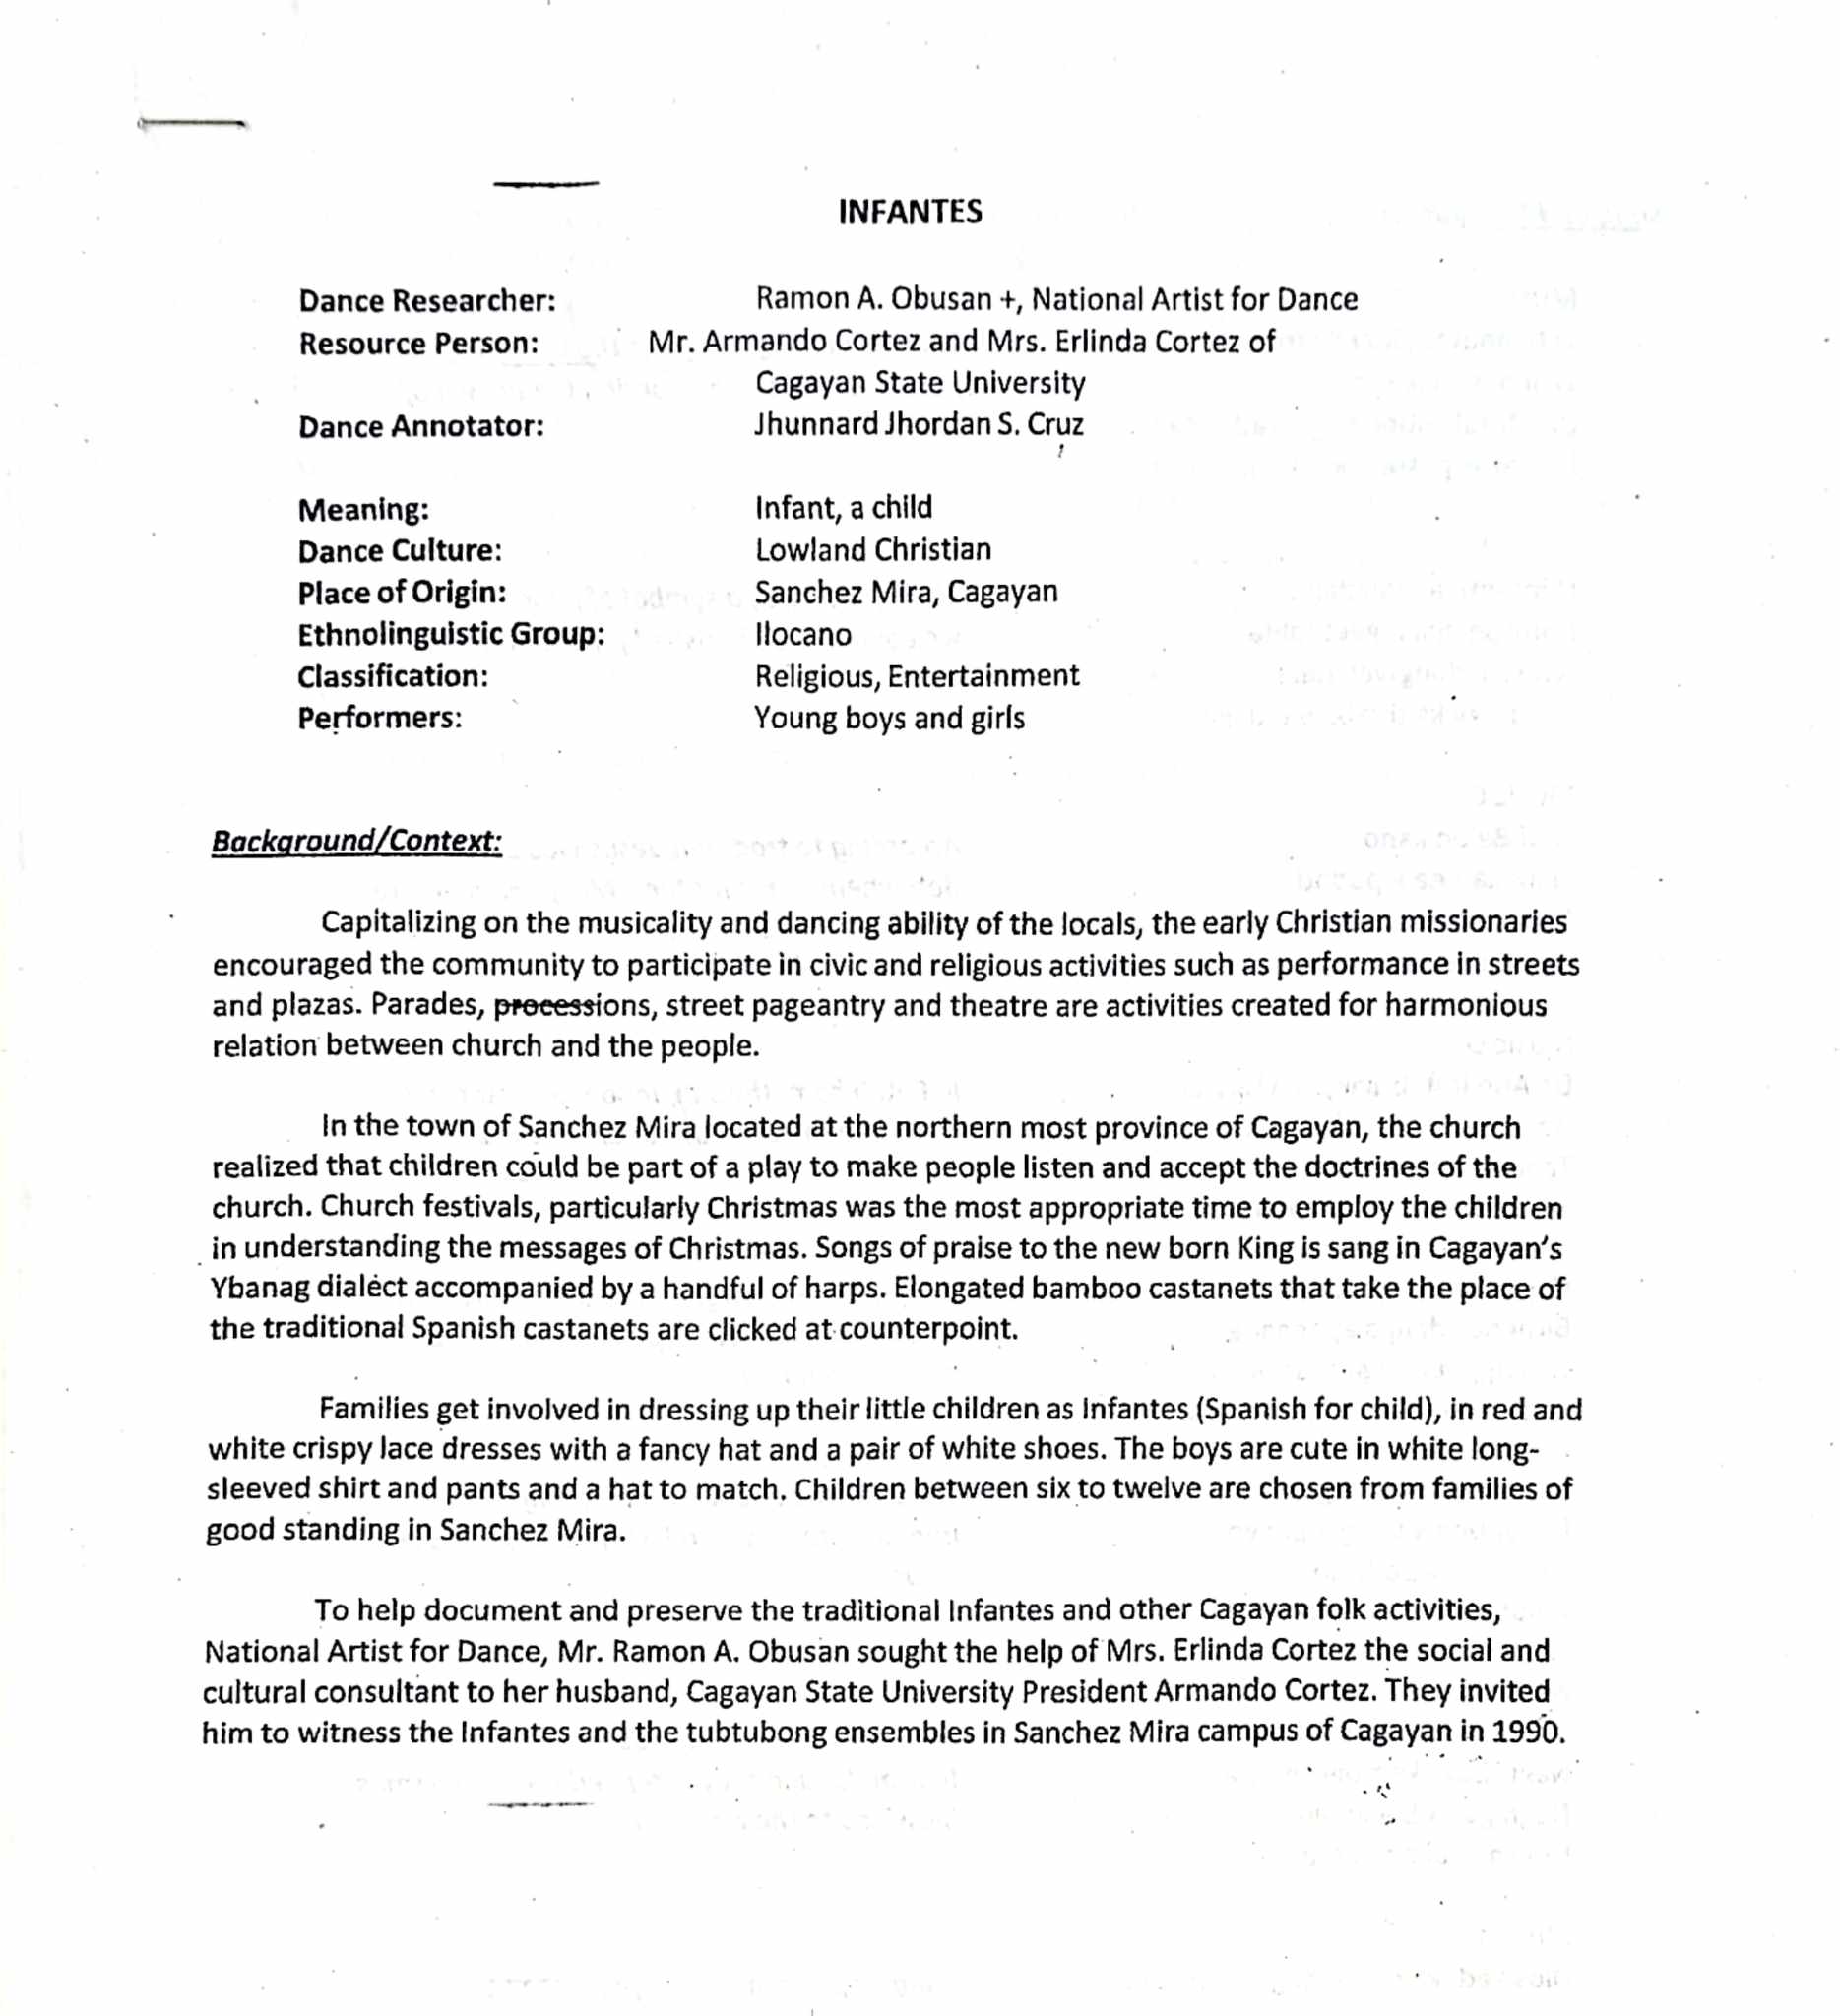 INFANTES
Dance Researcher: Ramon A. Obusan +, National Artist for Dance
Resource Person: Mr. Armando Cortez and Mrs. Erlinda Cortez of
Cagayan State University
Dance Annotator: Jhunnard Jhordan S. Cruz
Meaning: Infant, a child
Dance Culture: Lowland Christian
Place of Origin: Sanchez Mira, Cagayan
Ethnolinguistic Group: Ilocano
Classification: Religious, Entertainment
Performers: Young boys and girls
Background/Context:
Capitalizing on the musicality and dancing ability of the locals, the early Christian missionaries
encouraged the community to participate in civic and religious activities such as performance in streets
and plazas. Parades, processions, street pageantry and theatre are activities created for harmonious
relation between church and the people.
In the town of Sanchez Mira located at the northern most province of Cagayan, the church
realized that children could be part of a play to make people listen and accept the doctrines of the
church. Church festivals, particularly Christmas was the most appropriate time to employ the children
in understanding the messages of Christmas. Songs of praise to the new born King is sang in Cagayan's
Ybanag dialect accompanied by a handful of harps. Elongated bamboo castanets that take the place of
the traditional Spanish castanets are clicked at counterpoint.
Families get involved in dressing up their little children as Infantes (Spanish for child), in red and
white crispy lace dresses with a fancy hat and a pair of white shoes. The boys are cute in white long-
sleeved shirt and pants and a hat to match. Children between six to twelve are chosen from families of
good standing in Sanchez Mira.
To help document and preserve the traditional Infantes and other Cagayan folk activities,
National Artist for Dance, Mr. Ramon A. Obusan sought the help of Mrs. Erlinda Cortez the social and
cultural consultant to her husband, Cagayan State University President Armando Cortez. They invited
him to witness the Infantes and the tubtubong ensembles in Sanchez Mira campus of Cagayan in 1990.